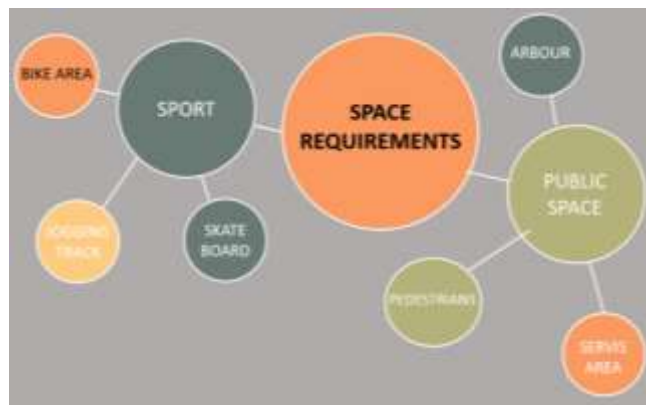 BIKE AREA
SPORT
JOGGING
TRACK
SKATE
BOARD
SPACE
REQUIREMENTS
ARBOUR
PUBLIC
SPACE
PEDESTRIANS
SERVIS
AREA